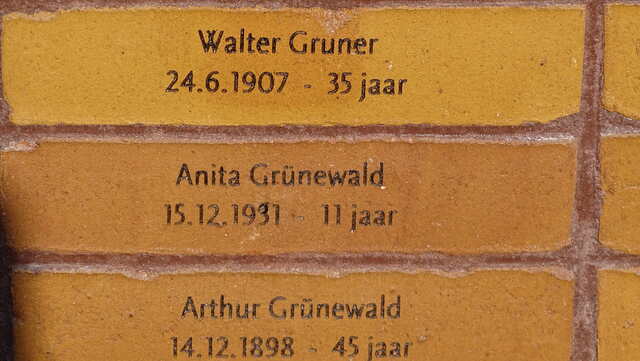 Walter Gruner
24.6.1907 - 35 jaar
Anita Grünewald
15.12.1931 - 11 jaar
Arthur Grünewald
14.12.1898 - 45 jaar